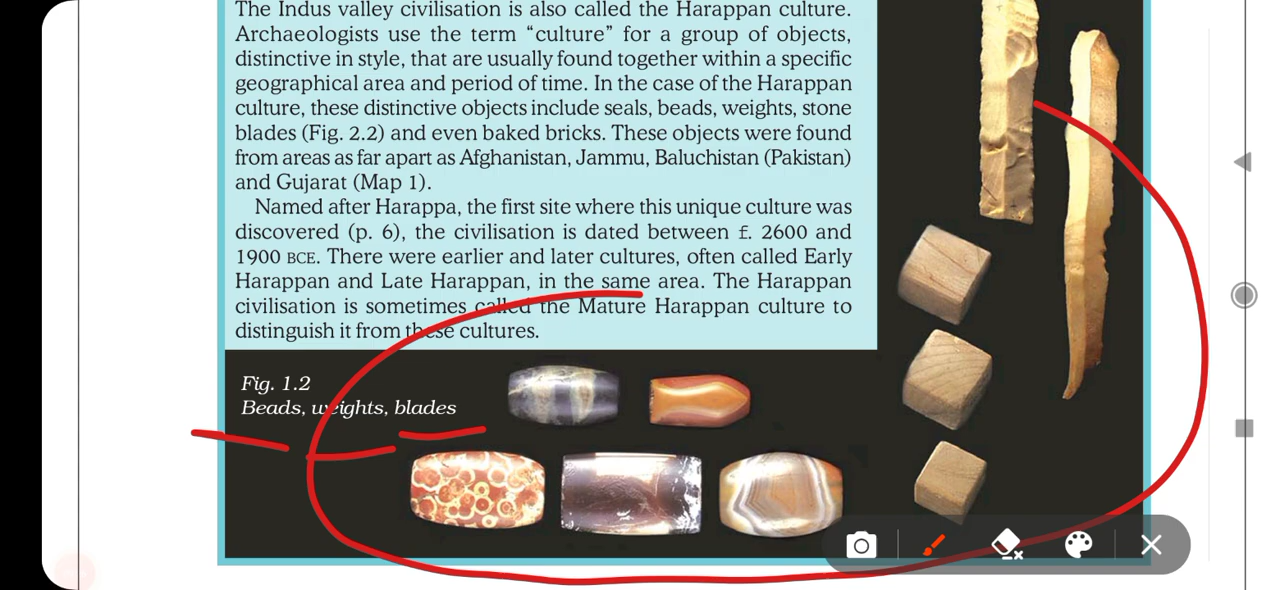 The Indus valley civilisation is also called the Harappan culture.
Archaeologists use the term “culture” for a group of objects,
distinctive in style, that are usually found together within a specific
geographical area and period of time. In the case of the Harappan
culture, these distinctive objects include seals, beads, weights, stone
blades (Fig. 2.2) and even baked bricks. These objects were found
from areas as far apart as Afghanistan, Jammu, Baluchistan (Pakistan)
and Gujarat (Map 1).
Named after Harappa, the first site where this unique culture was
discovered (p. 6), the civilisation is dated between £. 2600 and
1900 BCE. There were earlier and later cultures, often called Early
Harappan and Late Harappan, in the same area. The Harappan
civilisation is sometimes called the Mature Harappan culture to
distinguish it from these cultures.
Fig. 1.2
Beads, weights, blades